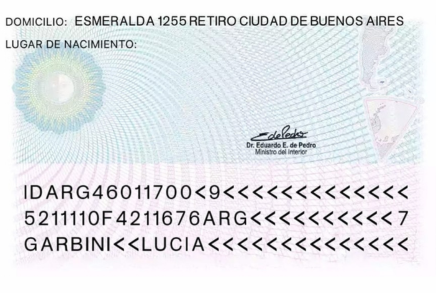 DOMICILIO: ESMERALDA 1255 RETIRO CIUDAD DE BUENOS AIRES
LUGAR DE NACIMIENTO:
Dr. Eduardo E. de Pedro
Ministro del Interior
IDARG46011700<9<<<<<<<<<<<<<<<
5211110F4211676ARG<<<<<<<<<<<7
GARBINI<<LUCIA<<<<<<<<<<<<<<<<